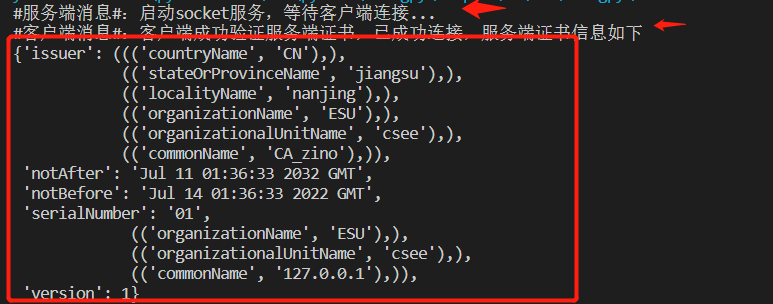 #服务端消息#: 启动socket服务，等待客户端连接...
#客户端消息#: 客户端成功验证服务端证书，已成功连接，服务端证书信息如下
{'issuer': ((('countryName', 'CN'),),
(('stateOrProvinceName', 'jiangsu'),),
(('localityName', 'nanjing'),),
(('organizationName', 'ESU'),),
(('organizationalUnitName', 'csee'),),
(('commonName', 'CA_zino'),)),
'notAfter': 'Jul 11 01:36:33 2032 GMT',
'notBefore': 'Jul 14 01:36:33 2022 GMT',
'serialNumber': '01',
(('organizationName', 'ESU'),),
(('organizationalUnitName', 'csee'),),
(('commonName', '127.0.0.1'),)),
'version': 1}